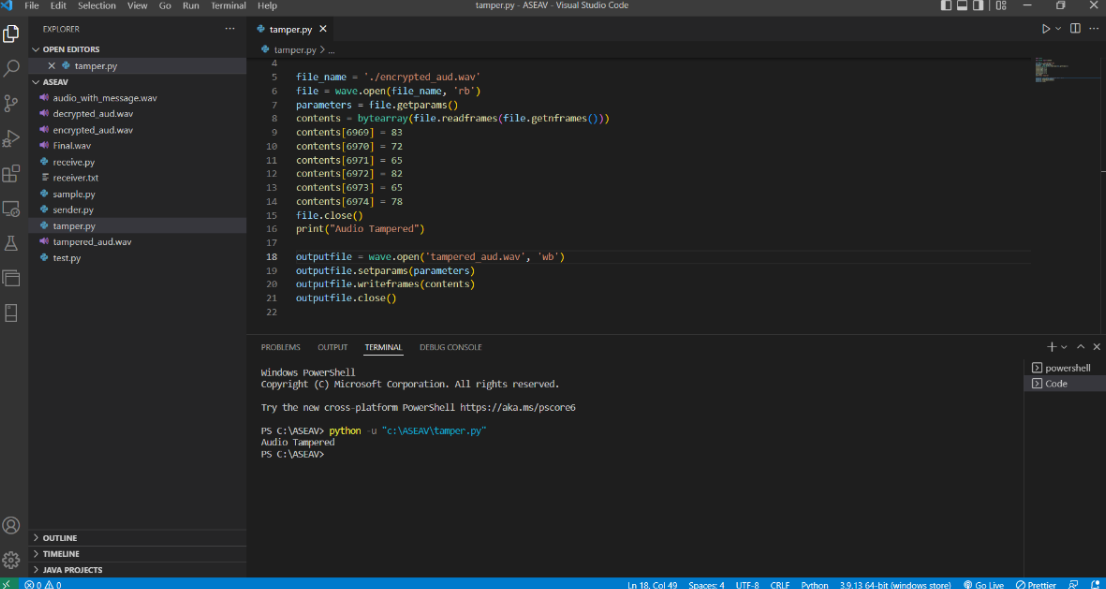 File Edit Selection View Go Run Terminal Help tamper.py - ASEAV - Visual Studio Code
EXPLORER
OPEN EDITORS
tamper.py
ASEAV
audio_with_message.wav
decrypted_aud.wav
encrypted_aud.wav
Final.wav
receive.py
receiver.txt
sample.py
sender.py
tamper.py
tampered_aud.wav
test.py
OUTLINE
TIMELINE
JAVA PROJECTS
tamper.py
tamper.py > ...
4
5 file_name = './encrypted_aud.wav'
6 file = wave.open(file_name, 'rb')
7 parameters = file.getparams()
8 contents = bytearray(file.readframes(file.getnframes()))
9 contents[6969] = 83
10 contents[6970] = 72
11 contents[6971] = 65
12 contents[6972] = 82
13 contents[6973] = 65
14 contents[6974] = 78
15 file.close()
16 print("Audio Tampered")
17
18 outputfile = wave.open('tampered_aud.wav', 'wb')
19 outputfile.setparams(parameters)
20 outputfile.writeframes(contents)
21 outputfile.close()
22
PROBLEMS OUTPUT TERMINAL DEBUG CONSOLE
Windows PowerShell
Copyright (C) Microsoft Corporation. All rights reserved.
Try the new cross-platform PowerShell https://aka.ms/pscore6
PS C:\ASEAV> python -u "c:\ASEAV\tamper.py"
Audio Tampered
PS C:\ASEAV>
powershell
Code
0 0 Ln 18, Col 49 Spaces: 4 UTF-8 CRLF Python 3.9.13 64-bit (windows store) Go Live Prettier